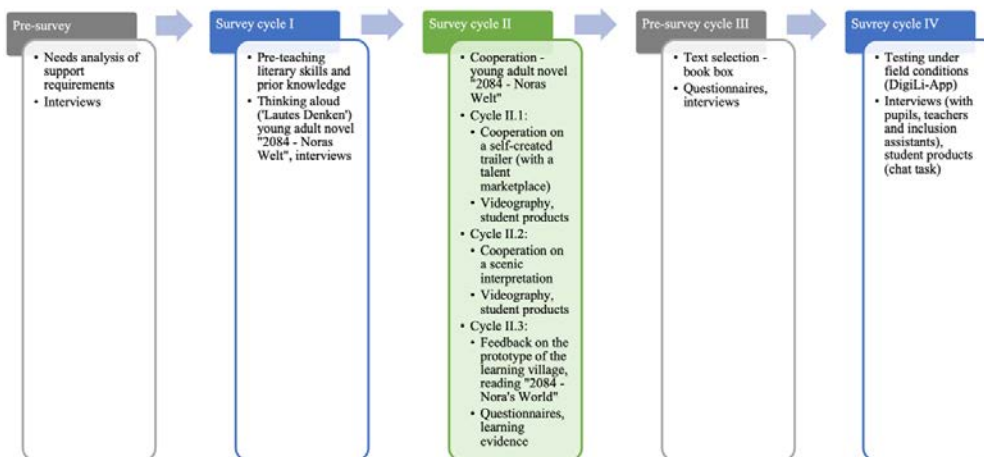 Pre-survey
• Needs analysis of
support
requirements
• Interviews
Survey cycle I
• Pre-teaching
literary skills and
prior knowledge
• Thinking aloud
('Lautes Denken')
young adult novel
"2084 - Noras
Welt", interviews
Survey cycle II
• Cooperation -
young adult novel
"2084 - Noras
Welt"
• Cycle II.1:
• Cooperation on
a self-created
trailer (with a
talent
marketplace)
• Videography,
student products
• Cycle II.2:
• Cooperation on
a scenic
interpretation
• Videography,
student products
• Cycle II.3:
• Feedback on the
prototype of the
learning village,
reading "2084 -
Nora's World"
• Questionnaires,
learning
evidence
Pre-survey cycle III
• Text selection -
book box
• Questionnaires,
interviews
Suvrey cycle IV
• Testing under
field conditions
(DigiLi-App)
• Interviews (with
pupils, teachers
and inclusion
assistants),
student products
(chat task)